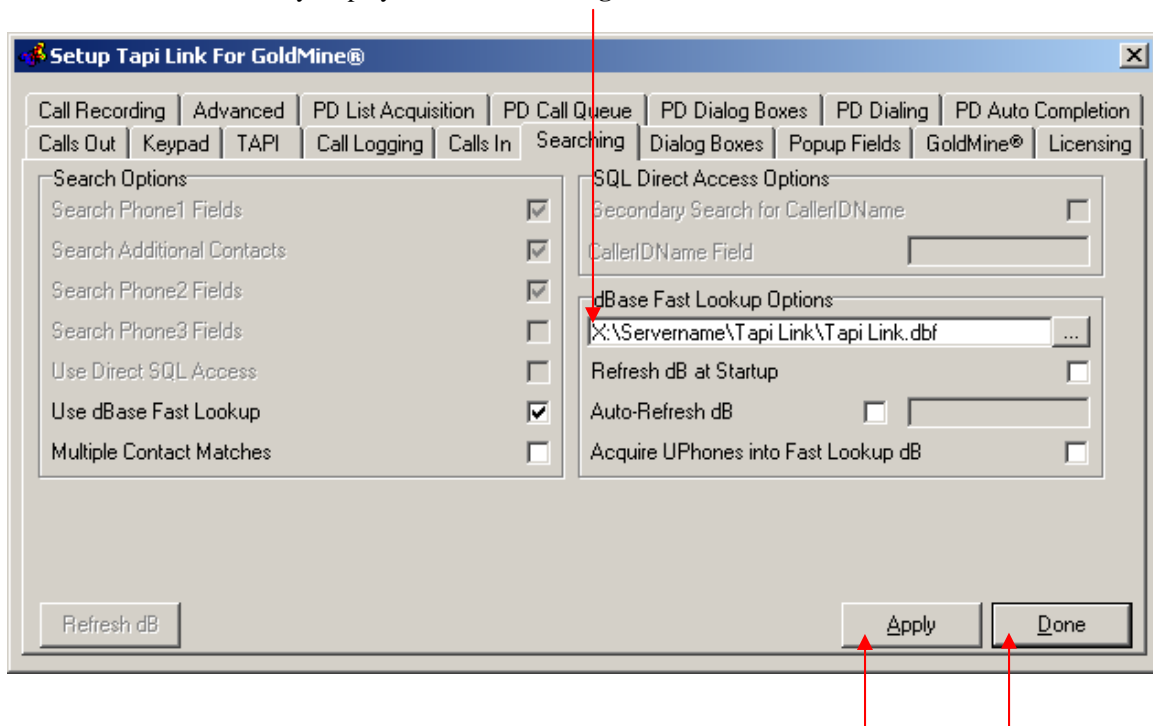 Setup Tapi Link For GoldMine®
Call Recording Advanced PD List Acquisition PD Call Queue PD Dialog Boxes PD Dialing PD Auto Completion
Calls Out Keypad TAPI Call Logging Calls In Searching Dialog Boxes Popup Fields GoldMine® Licensing
Search Options
Search Phone1 Fields
Search Additional Contacts
Search Phone2 Fields
Search Phone3 Fields
Use Direct SQL Access
Use dBase Fast Lookup
Multiple Contact Matches
SQL Direct Access Options
Secondary Search for CallerIDName
CallerIDName Field
dBase Fast Lookup Options
X:\Servername\Tapi Link\Tapi Link.dbf ...
Refresh dB at Startup
Auto-Refresh dB
Acquire UPhones into Fast Lookup dB
Refresh dB Apply Done